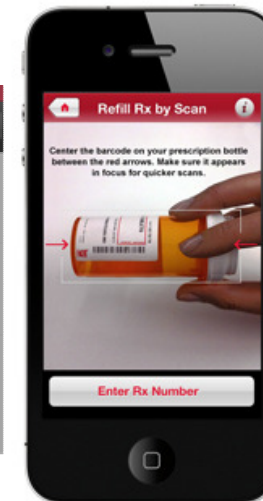 Refill Rx by Scan
Center the barcode on your prescription bottle
between the red arrows. Make sure it appears
in focus for quicker scans.
Enter Rx Number